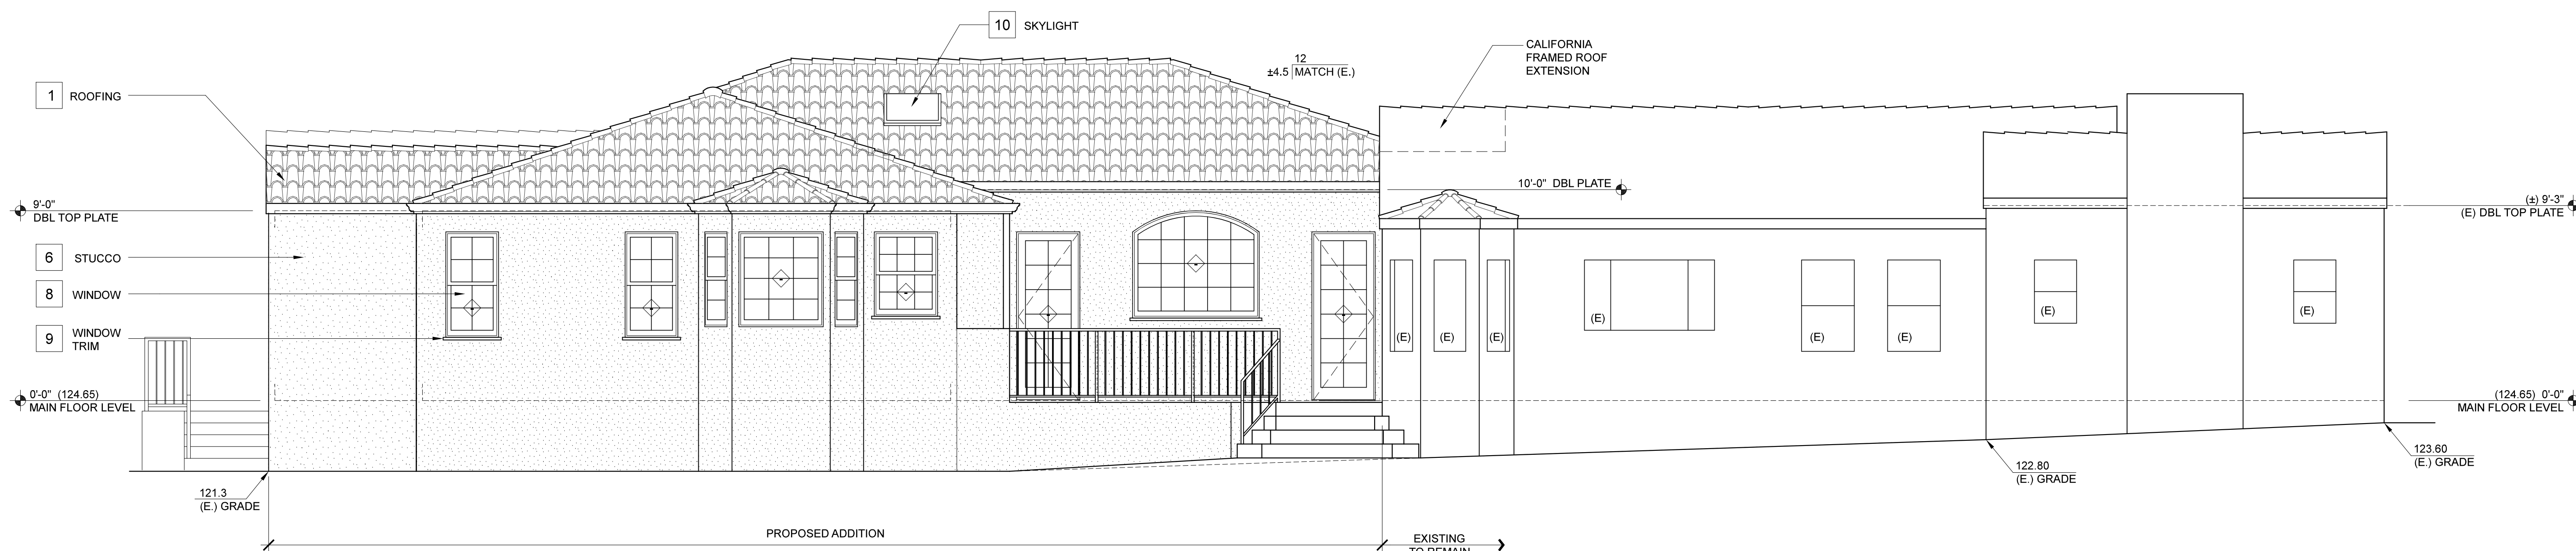 10 SKYLIGHT
12
±4.5 MATCH (E.)
CALIFORNIA
FRAMED ROOF
EXTENSION
1 ROOFING
10'-0" DBL PLATE
9'-0"
DBL TOP PLATE
(±) 9'-3"
(E) DBL TOP PLATE
6 STUCCO
8 WINDOW
9 WINDOW
TRIM
(E)
(E)
(E)
(E)
(E)
(E)
(E)
(E)
0'-0" (124.65)
MAIN FLOOR LEVEL
(124.65) 0'-0"
MAIN FLOOR LEVEL
121.3
(E.) GRADE
122.80
(E.) GRADE
123.60
(E.) GRADE
PROPOSED ADDITION
EXISTING
TO REMAIN